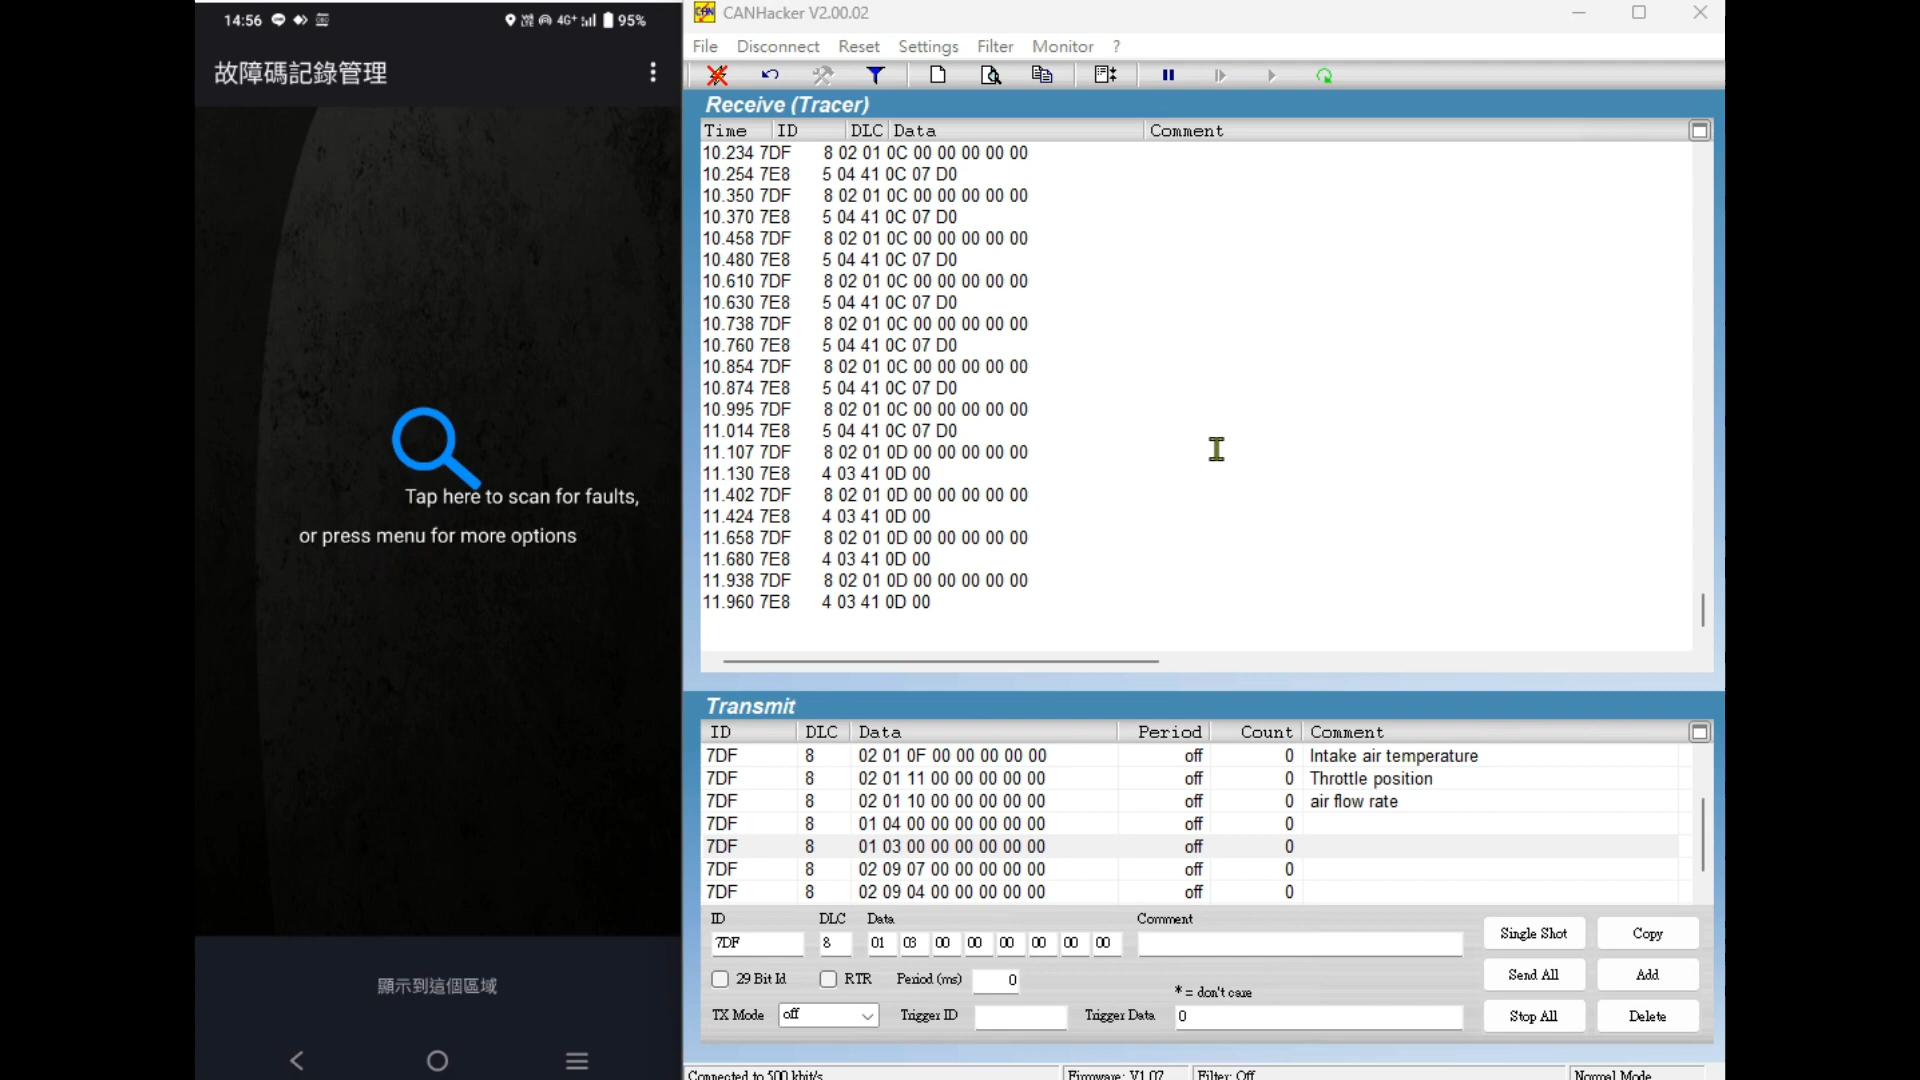 14:56 4G+ 95%
故障碼記錄管理
Tap here to scan for faults,
or press menu for more options
顯示到這個區域
CANHacker V2.00.02
File Disconnect Reset Settings Filter Monitor ?
Receive (Tracer)
Time ID DLC Data Comment
10.234 7DF 8 02 01 0C 00 00 00 00 00
10.254 7E8 5 04 41 0C 07 D0
10.350 7DF 8 02 01 0C 00 00 00 00 00
10.370 7E8 5 04 41 0C 07 D0
10.458 7DF 8 02 01 0C 00 00 00 00 00
10.480 7E8 5 04 41 0C 07 D0
10.610 7DF 8 02 01 0C 00 00 00 00 00
10.630 7E8 5 04 41 0C 07 D0
10.738 7DF 8 02 01 0C 00 00 00 00 00
10.760 7E8 5 04 41 0C 07 D0
10.854 7DF 8 02 01 0C 00 00 00 00 00
10.874 7E8 5 04 41 0C 07 D0
10.995 7DF 8 02 01 0C 00 00 00 00 00
11.014 7E8 5 04 41 0C 07 D0
11.107 7DF 8 02 01 0D 00 00 00 00 00
11.130 7E8 4 03 41 0D 00
11.402 7DF 8 02 01 0D 00 00 00 00 00
11.424 7E8 4 03 41 0D 00
11.658 7DF 8 02 01 0D 00 00 00 00 00
11.680 7E8 4 03 41 0D 00
11.938 7DF 8 02 01 0D 00 00 00 00 00
11.960 7E8 4 03 41 0D 00
Transmit
ID DLC Data Period Count Comment
7DF 8 02 01 0F 00 00 00 00 00 off 0 Intake air temperature
7DF 8 02 01 11 00 00 00 00 00 off 0 Throttle position
7DF 8 02 01 10 00 00 00 00 00 off 0 air flow rate
7DF 8 01 04 00 00 00 00 00 00 off 0
7DF 8 01 03 00 00 00 00 00 00 off 0
7DF 8 02 09 07 00 00 00 00 00 off 0
7DF 8 02 09 04 00 00 00 00 00 off 0
ID DLC Data Comment
7DF 8 01 03 00 00 00 00 00 00
Single Shot Copy
29 Bit Id RTR Period (ms) 0
Send All Add
* = don't care
TX Mode off Trigger ID Trigger Data 0
Stop All Delete
Connected to 500 kbit/s Firmware: V1.07 Filter: Off Normal Mode